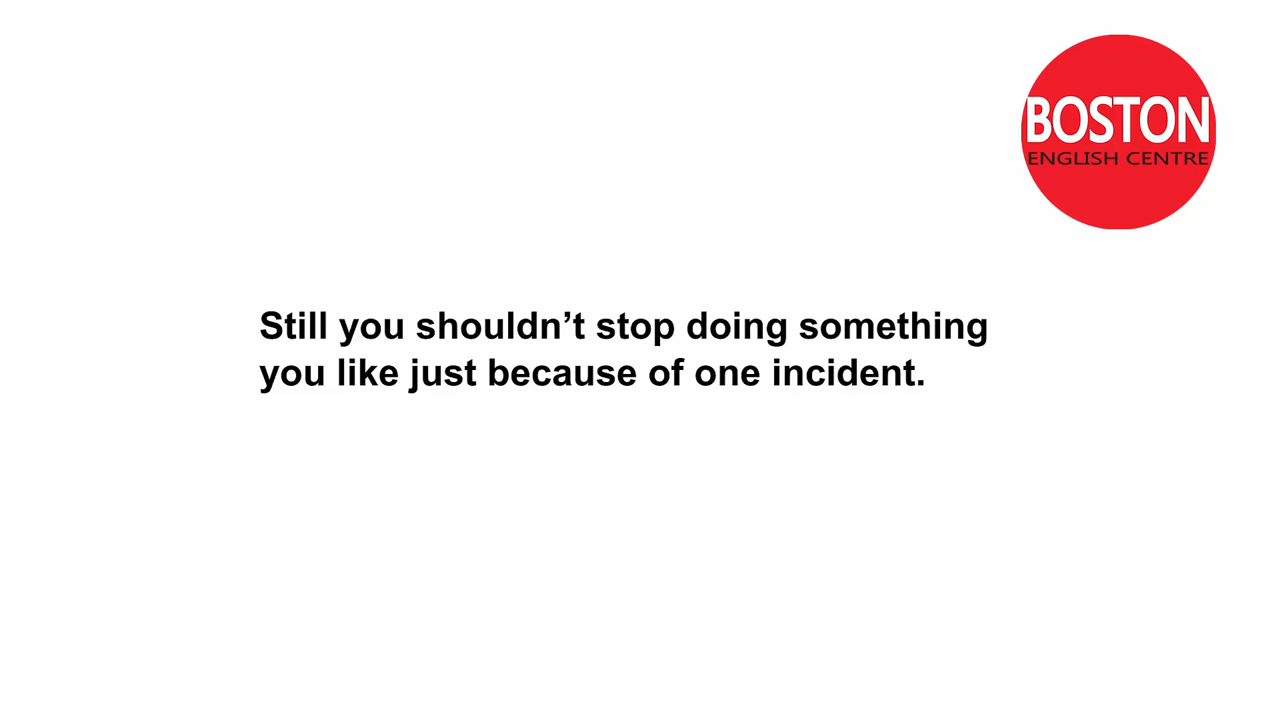 BOSTON
ENGLISH CENTRE
Still you shouldn’t stop doing something
you like just because of one incident.